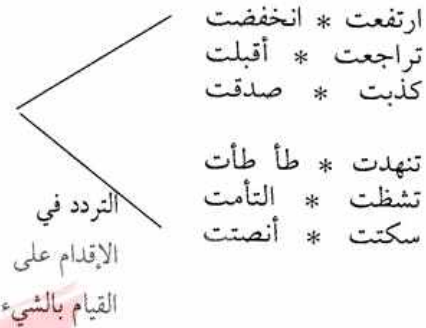 ارتفعت * انخفضت
تراجعت * أقبلت
كذبت * صدقت
تنهدت * طأ طأت
تشظت * التأمت
سكتت * أنصتت
التردد في
الإقدام على
القيام بالشيء